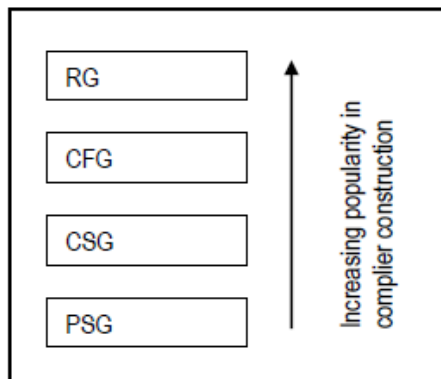 RG
CFG
CSG
PSG
Increasing popularity in
complier construction